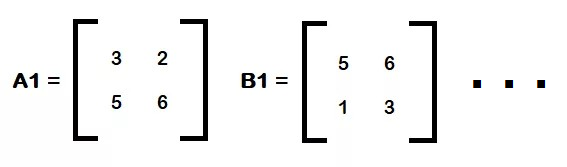 A1 = [ 3 2 B1 = [ 5 6 . . .
5 6 ] 1 3 ]